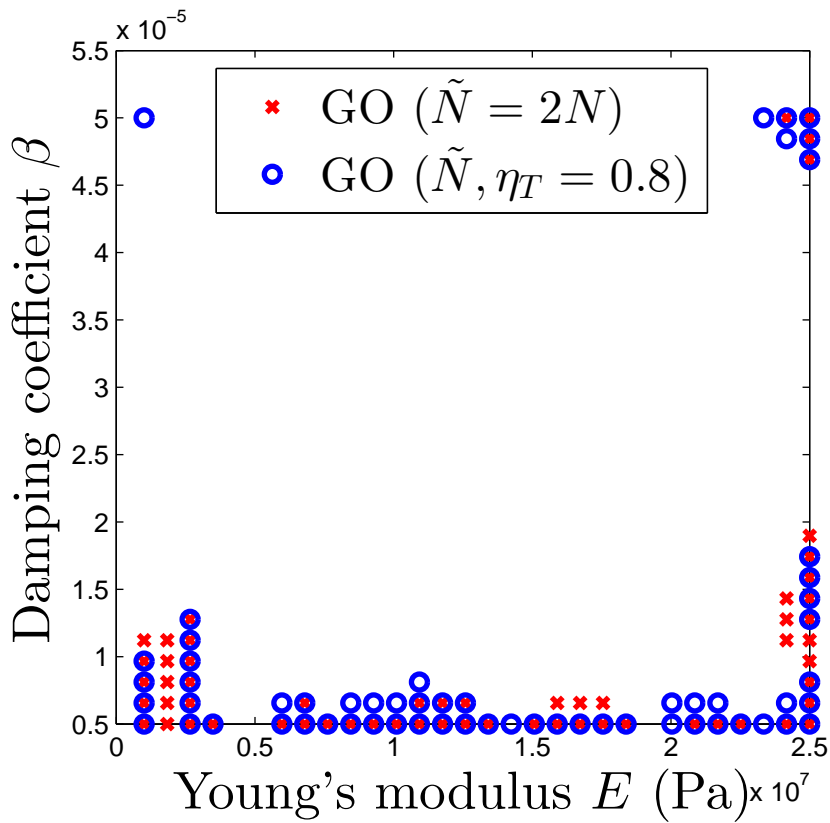 x 10⁻⁵
5.5
5
4.5
4
3.5
3
2.5
2
1.5
1
0.5
Damping coefficient β
GO (Ñ = 2N)
GO (Ñ, η_T = 0.8)
0 0.5 1 1.5 2 2.5
Young's modulus E (Pa) x 10⁷